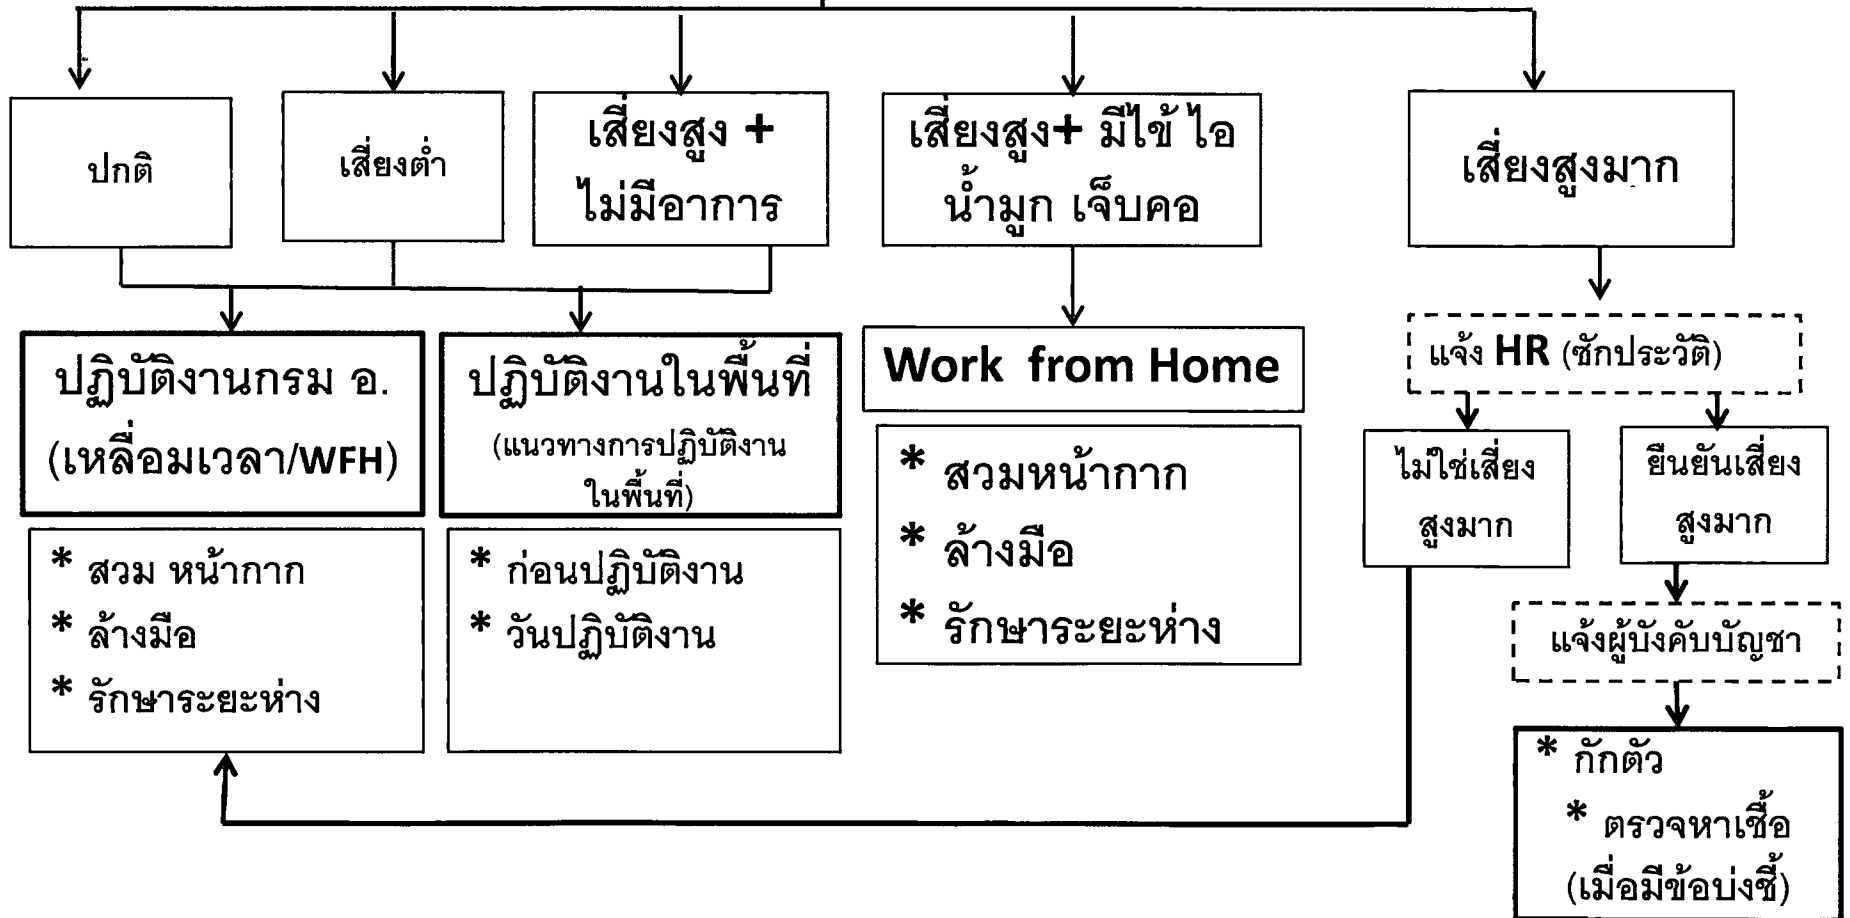 ปกติ
เสี่ยงต่ำ
เสี่ยงสูง +
ไม่มีอาการ
เสี่ยงสูง+ มีไข้ ไอ
น้ำมูก เจ็บคอ
เสี่ยงสูงมาก
ปฏิบัติงานกรม อ.
(เหลื่อมเวลา/WFH)
* สวม หน้ากาก
* ล้างมือ
* รักษาระยะห่าง
ปฏิบัติงานในพื้นที่
(แนวทางการปฏิบัติงาน
ในพื้นที่)
* ก่อนปฏิบัติงาน
* วันปฏิบัติงาน
Work from Home
* สวมหน้ากาก
* ล้างมือ
* รักษาระยะห่าง
แจ้ง HR (ซักประวัติ)
ไม่ใช่เสี่ยง
สูงมาก
ยืนยันเสี่ยง
สูงมาก
แจ้งผู้บังคับบัญชา
* กักตัว
* ตรวจหาเชื้อ
(เมื่อมีข้อบ่งชี้)